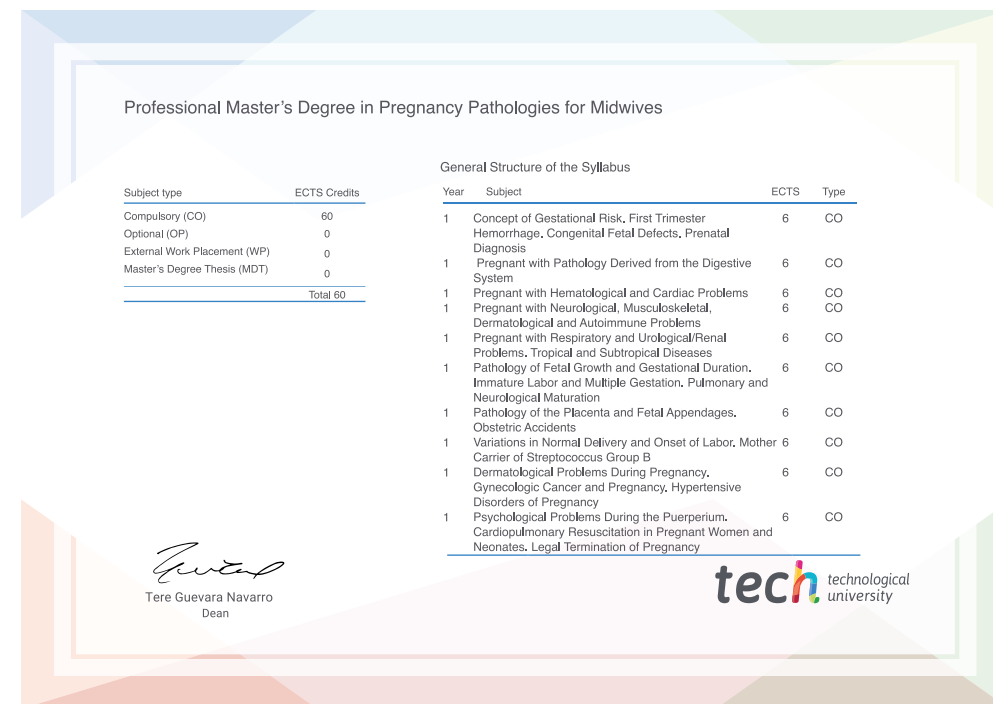 Professional Master's Degree in Pregnancy Pathologies for Midwives
Subject type ECTS Credits
Compulsory (CO) 60
Optional (OP) 0
External Work Placement (WP) 0
Master's Degree Thesis (MDT) 0
Total 60
General Structure of the Syllabus
Year Subject ECTS Type
1 Concept of Gestational Risk. First Trimester 6 CO
Hemorrhage. Congenital Fetal Defects. Prenatal
Diagnosis
1 Pregnant with Pathology Derived from the Digestive 6 CO
System
1 Pregnant with Hematological and Cardiac Problems 6 CO
1 Pregnant with Neurological, Musculoskeletal, 6 CO
Dermatological and Autoimmune Problems
1 Pregnant with Respiratory and Urological/Renal 6 CO
Problems. Tropical and Subtropical Diseases
1 Pathology of Fetal Growth and Gestational Duration. 6 CO
Immature Labor and Multiple Gestation. Pulmonary and
Neurological Maturation
1 Pathology of the Placenta and Fetal Appendages. 6 CO
Obstetric Accidents
1 Variations in Normal Delivery and Onset of Labor. Mother 6 CO
Carrier of Streptococcus Group B
1 Dermatological Problems During Pregnancy. 6 CO
Gynecologic Cancer and Pregnancy. Hypertensive
Disorders of Pregnancy
1 Psychological Problems During the Puerperium. 6 CO
Cardiopulmonary Resuscitation in Pregnant Women and
Neonates. Legal Termination of Pregnancy
Tere Guevara Navarro
Dean
tech technological
university